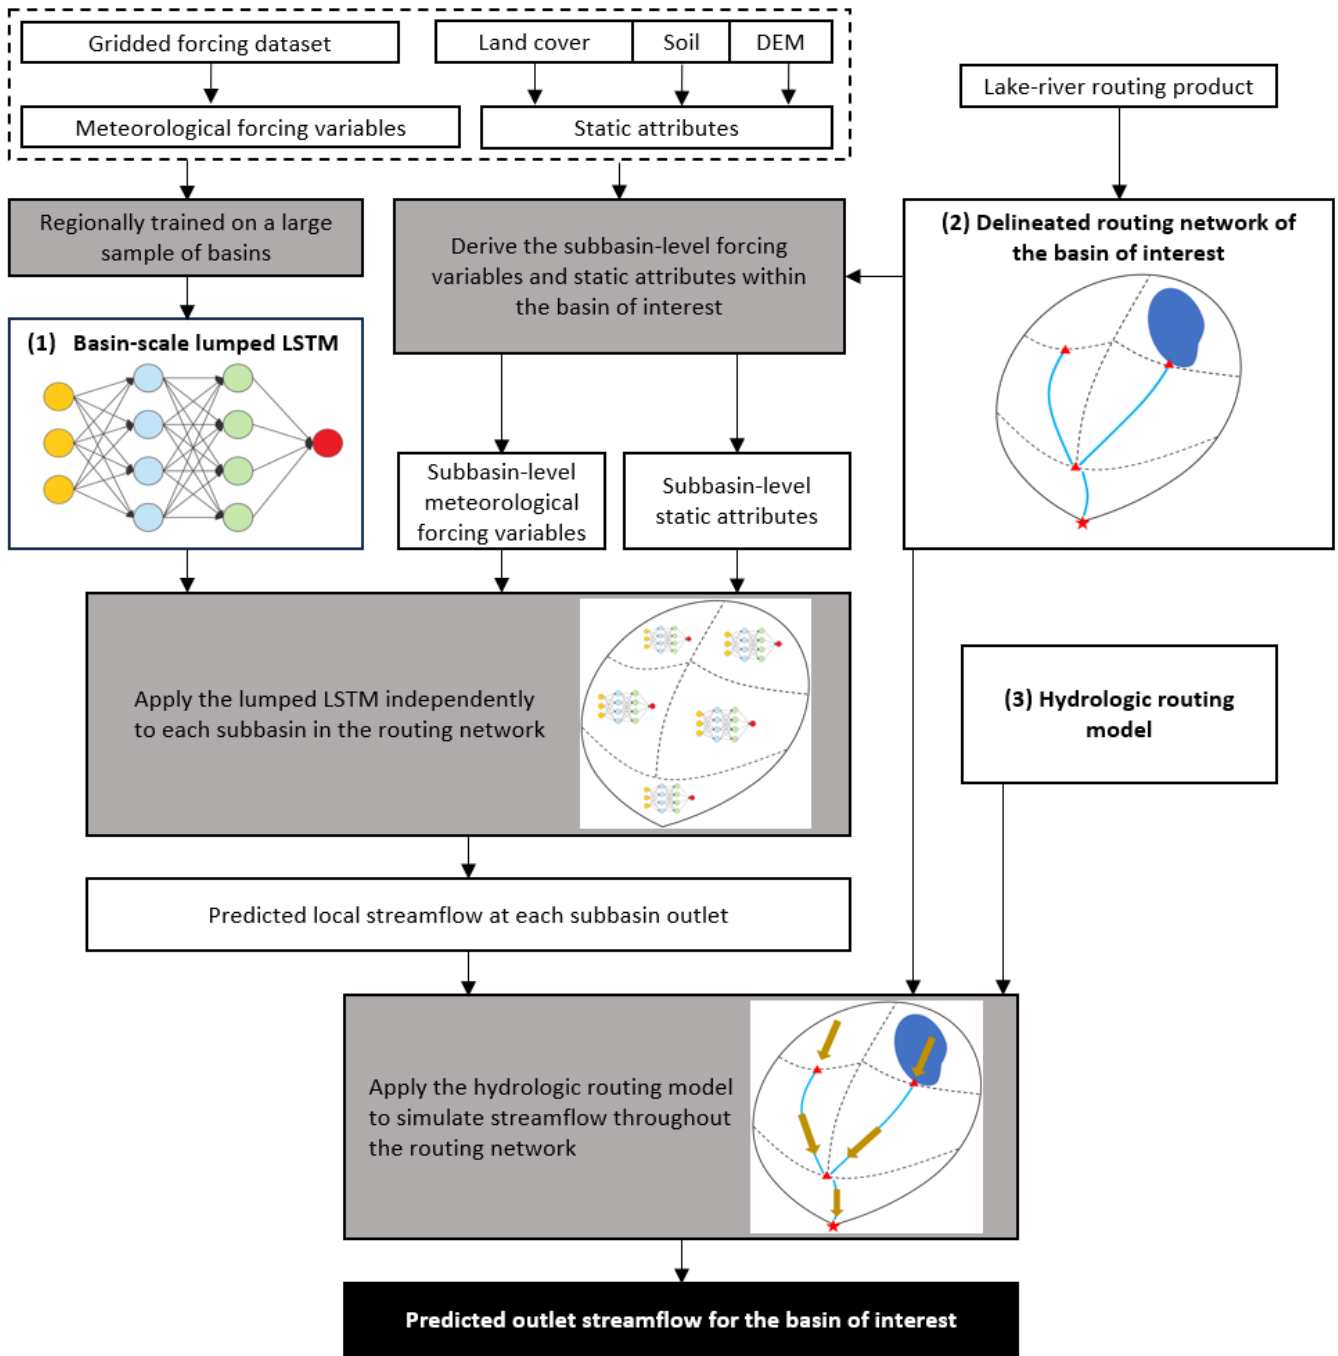 Gridded forcing dataset
Land cover
Soil
DEM
Lake-river routing product
Meteorological forcing variables
Static attributes
Regionally trained on a large
sample of basins
Derive the subbasin-level forcing
variables and static attributes within
the basin of interest
(2) Delineated routing network of
the basin of interest
(1) Basin-scale lumped LSTM
Subbasin-level
meteorological
forcing variables
Subbasin-level
static attributes
Apply the lumped LSTM independently
to each subbasin in the routing network
(3) Hydrologic routing
model
Predicted local streamflow at each subbasin outlet
Apply the hydrologic routing model
to simulate streamflow throughout
the routing network
Predicted outlet streamflow for the basin of interest